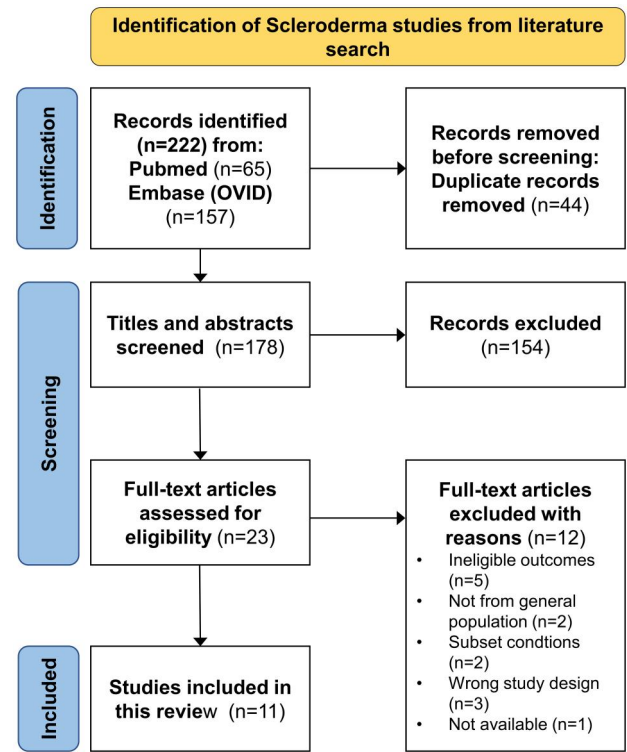 Identification of Scleroderma studies from literature
search
Identification
Records identified
(n=222) from:
Pubmed (n=65)
Embase (OVID)
(n=157)
Records removed
before screening:
Duplicate records
removed (n=44)
Screening
Titles and abstracts
screened (n=178)
Records excluded
(n=154)
Full-text articles
assessed for
eligibility (n=23)
Full-text articles
excluded with
reasons (n=12)
• Ineligible outcomes
(n=5)
• Not from general
population (n=2)
• Subset condtions
(n=2)
• Wrong study design
(n=3)
• Not available (n=1)
Included
Studies included in
this review (n=11)